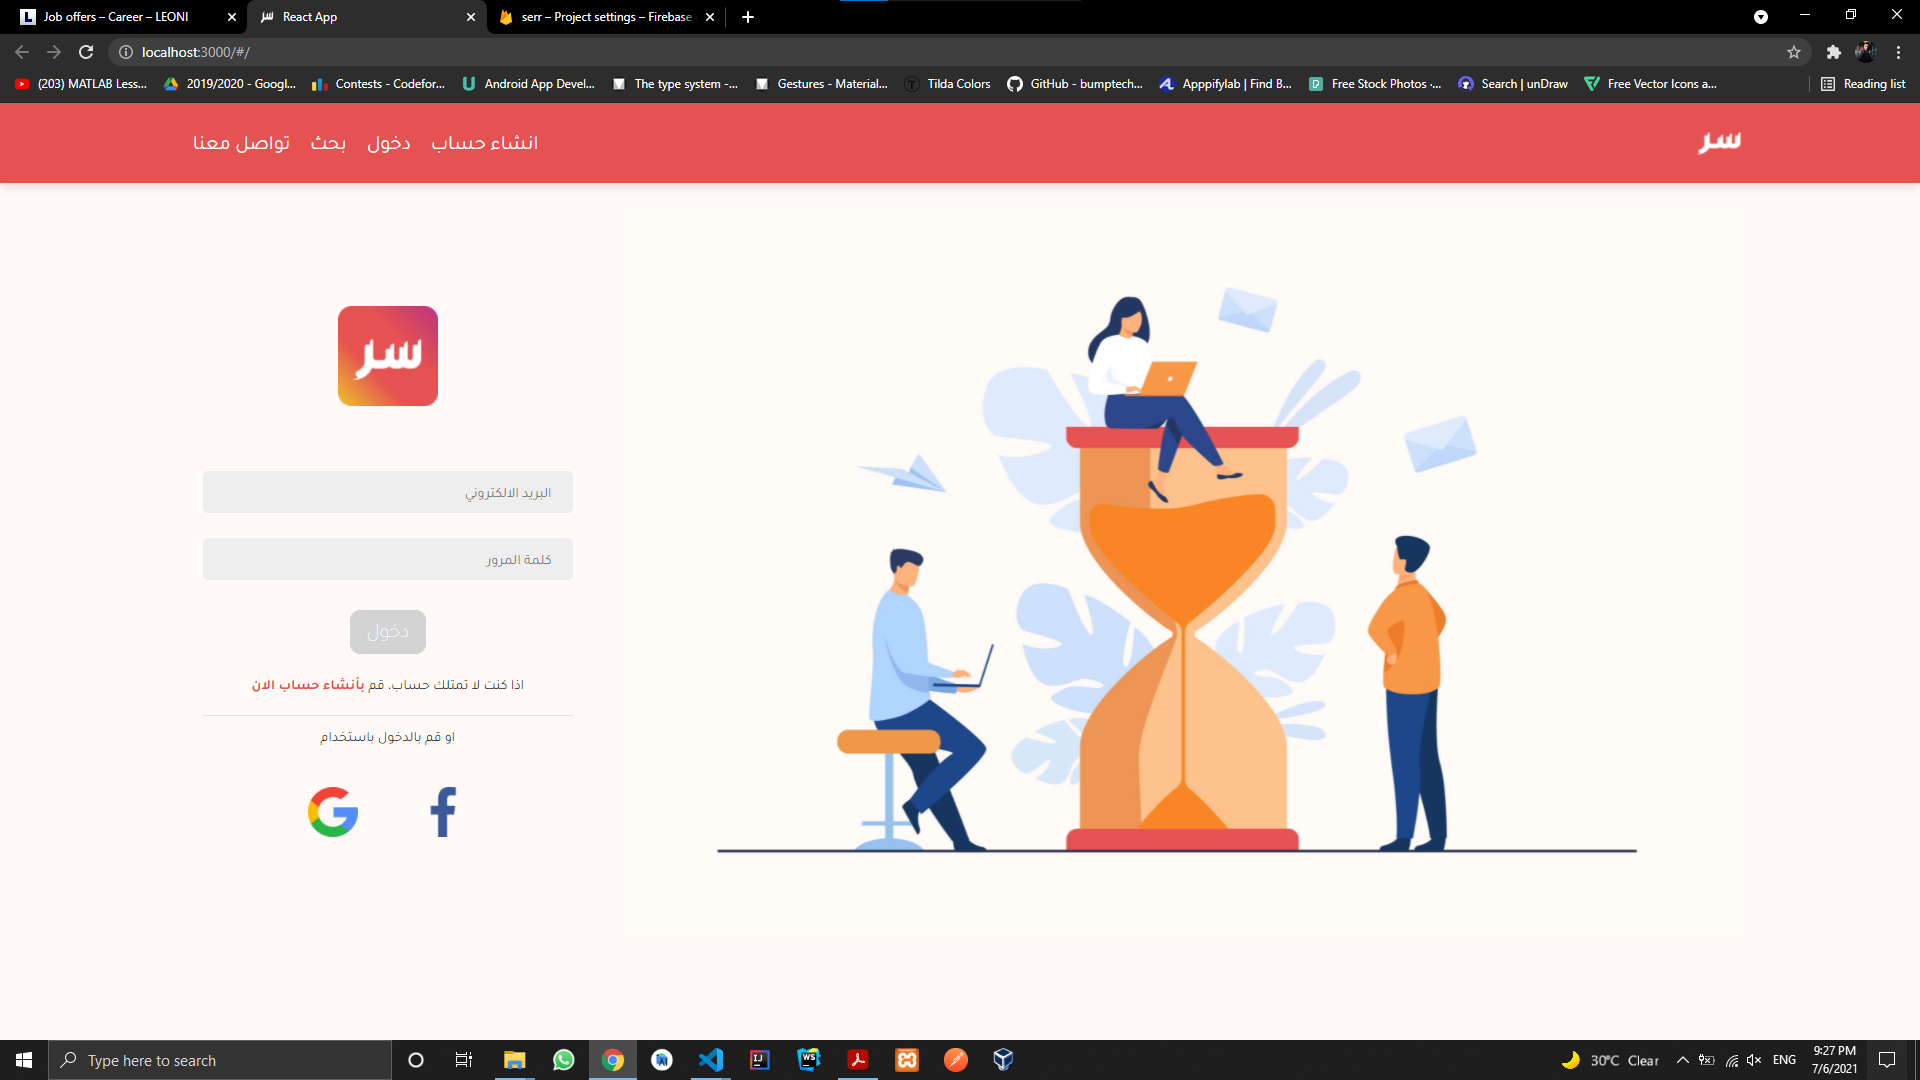 Job offers – Career – LEONI
React App
serr – Project settings – Firebase
localhost:3000/#/
(203) MATLAB Less...
2019/2020 - Googl...
Contests - Codefor...
Android App Devel...
The type system -...
Gestures - Material...
Tilda Colors
GitHub - bumptech...
Apppifylab | Find B...
Free Stock Photos ·...
Search | unDraw
Free Vector Icons a...
Reading list
سر
انشاء حساب
دخول
بحث
تواصل معنا
سر
البريد الالكتروني
كلمة المرور
دخول
اذا كنت لا تمتلك حساب، قم بأنشاء حساب الان
او قم بالدخول باستخدام
Type here to search
30°C Clear
ENG
9:27 PM
7/6/2021